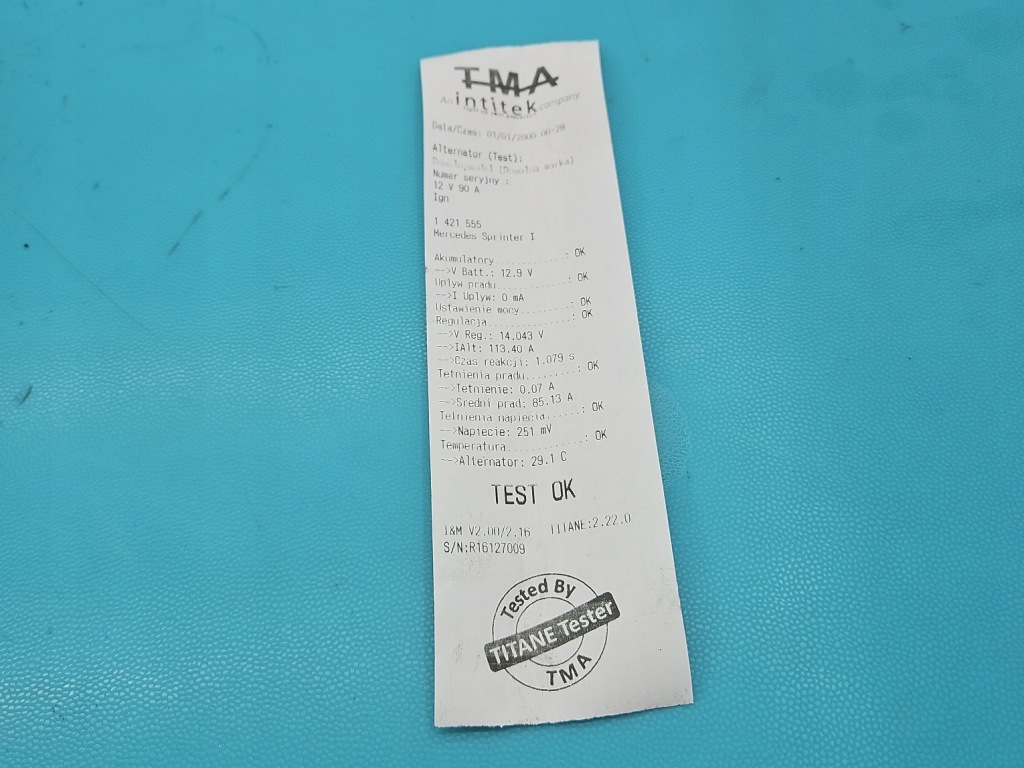 TMA
An intitek company
Data/Czas: 01/01/2000 00:28
Alternator (Test):
(Dowolna marka)
Numer seryjny :
12 V 90 A
Ign
1 421 555
Mercedes Sprinter I
Akumulatory..............: OK
-->V Batt.: 12.9 V
Uplyw pradu..............: OK
-->I Uplyw: 0 mA
Ustawienie mocy..........: OK
Regulacja................: OK
-->V Reg.: 14.043 V
-->IAlt: 113.40 A
-->Czas reakcji: 1.079 s
Tetnienia pradu..........: OK
-->Tetnienie: 0.07 A
-->Sredni prad: 85.13 A
Tetnienia napiecia.......: OK
-->Napiecie: 251 mV
Temperatura..............: OK
-->Alternator: 29.1 C
TEST OK
I&M V2.00/2.16 TITANE:2.22.0
S/N:R16127009
Tested By
TITANE Tester
TMA